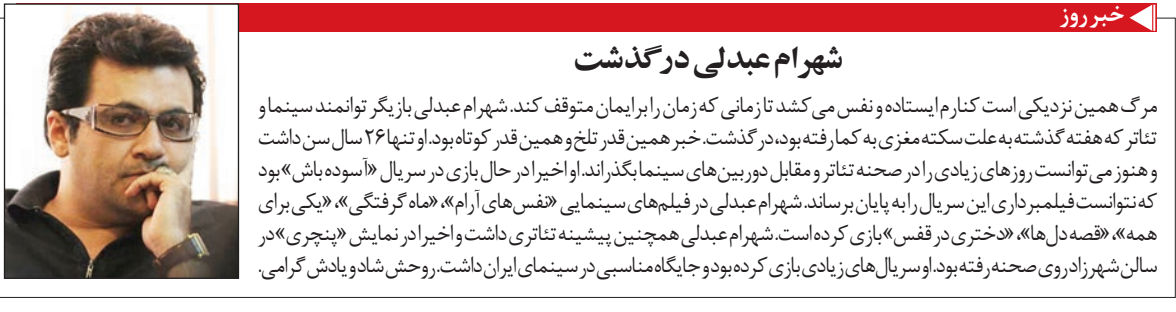 خبر روز
شهرام عبدلی درگذشت
مرگ همین نزدیکی است کنارم ایستاده و نفس می‌کشد تا زمانی که زمان را برایمان متوقف کند. شهرام عبدلی بازیگر توانمند سینما و
تئاتر که هفته گذشته به علت سکته مغزی به کما رفته بود، درگذشت. خبر همین قدر تلخ و همین قدر کوتاه بود. او تنها ۲۶ سال سن داشت
و هنوز می‌توانست روزهای زیادی را در صحنه تئاتر و مقابل دوربین‌های سینما بگذراند. او اخیرا در حال بازی در سریال «آسوده باش» بود
که نتوانست فیلمبرداری این سریال را به پایان برساند. شهرام عبدلی در فیلم‌های سینمایی «نفس‌های آرام»، «ماه گرفتگی»، «یکی برای
همه»، «قصه دل‌ها»، «دختری در قفس» بازی کرده است. شهرام عبدلی همچنین پیشینه تئاتری داشت و اخیرا در نمایش «پنچری» در
سالن شهرزاد روی صحنه رفته بود. او سریال‌های زیادی بازی کرده بود و جایگاه مناسبی در سینمای ایران داشت. روحش شاد و یادش گرامی.